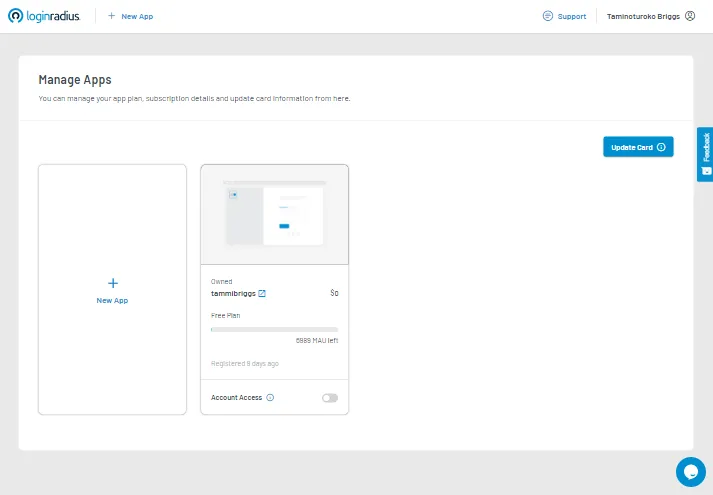 loginradius
+ New App
Support
Taminoturoko Briggs
Manage Apps
You can manage your app plan, subscription details and update card information from here.
Update Card
Feedback
+
New App
Owned
tammibriggs
$0
Free Plan
6989 MAU left
Registered 9 days ago
Account Access